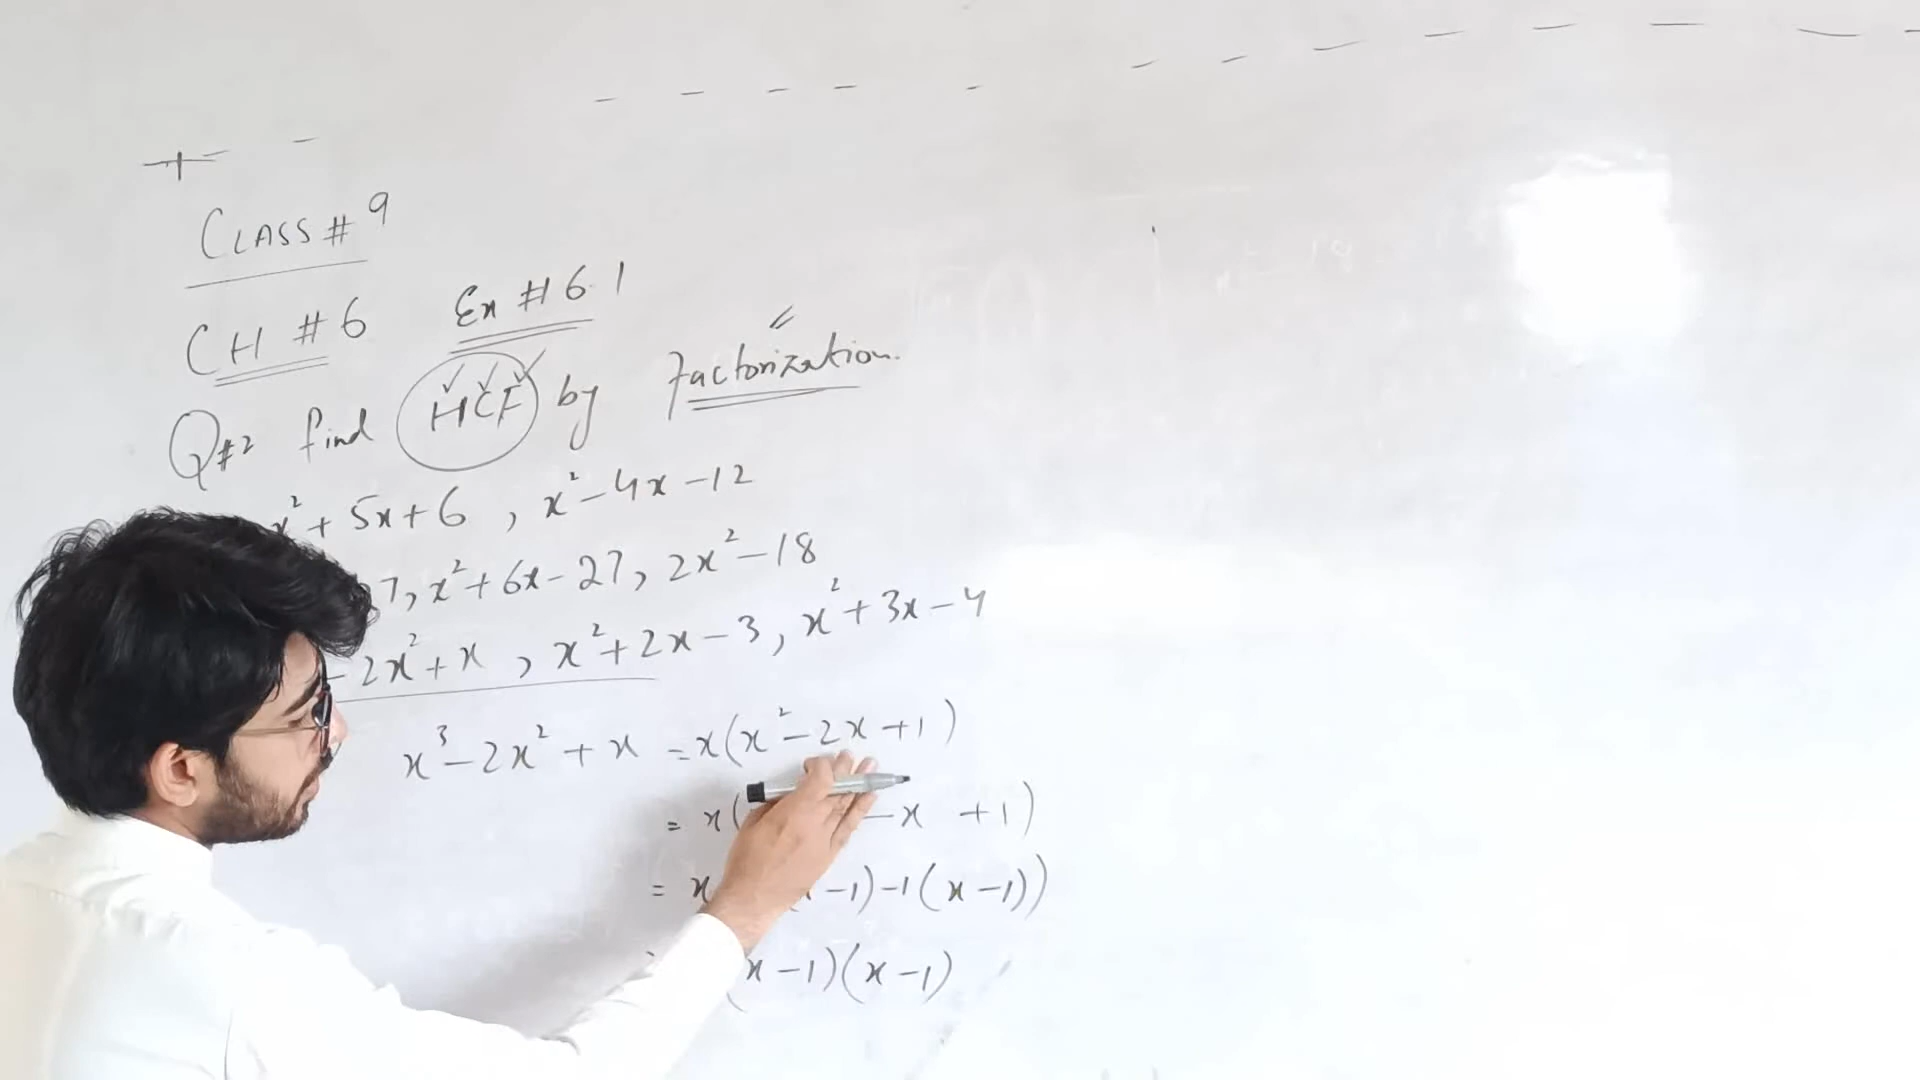 CLASS # 9
CH # 6 Ex # 6.1
Q#2 find HCF by Factorization.
x² + 5x + 6 , x² - 4x - 12
7, x² + 6x - 27, 2x² - 18
- 2x² + x , x² + 2x - 3, x² + 3x - 4
x³ - 2x² + x = x(x² - 2x + 1)
= x( - x + 1)
= x - 1) - 1(x - 1))
(x - 1)(x - 1)